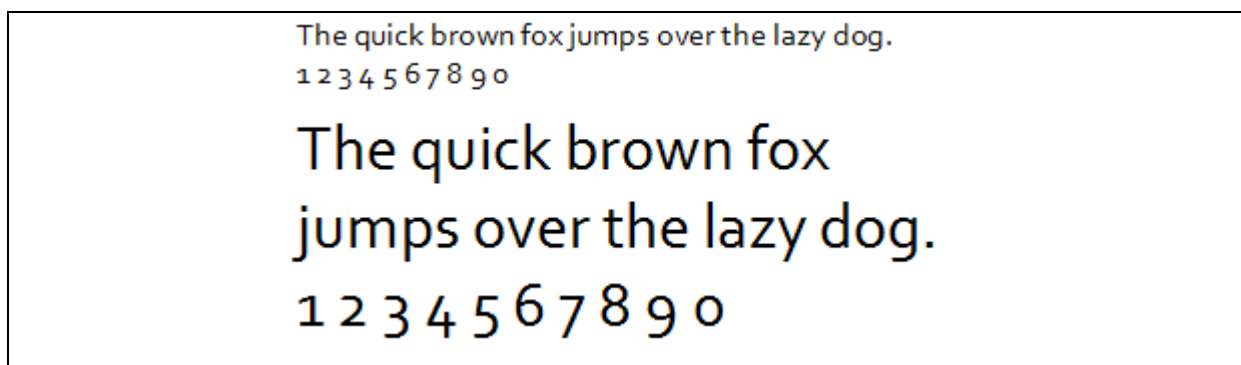 The quick brown fox jumps over the lazy dog.
1 2 3 4 5 6 7 8 9 0
The quick brown fox
jumps over the lazy dog.
1 2 3 4 5 6 7 8 9 0